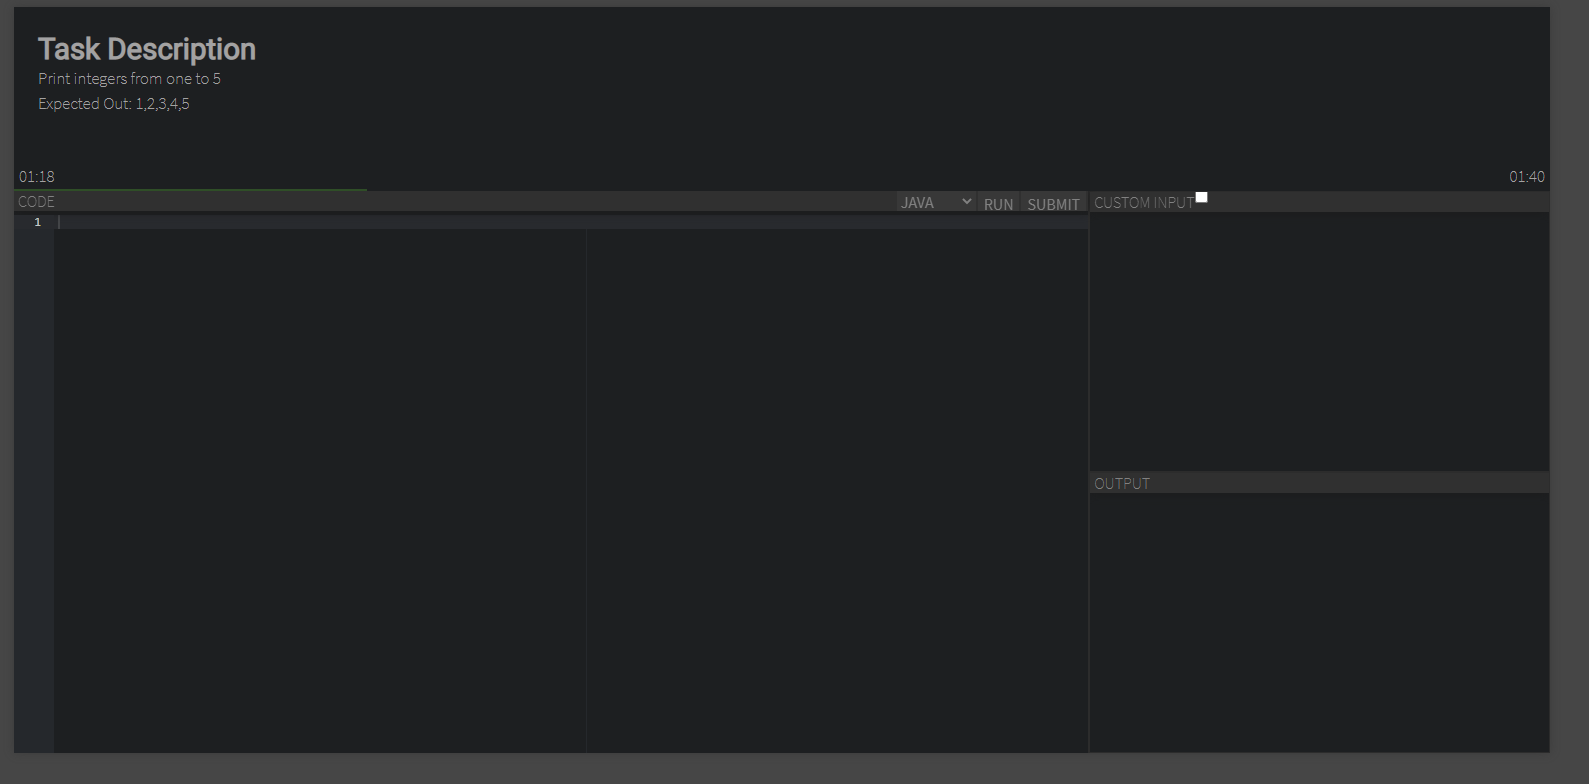 Task Description
Print integers from one to 5
Expected Out: 1,2,3,4,5
01:18
01:40
CODE
JAVA
RUN
SUBMIT
CUSTOM INPUT
1
OUTPUT